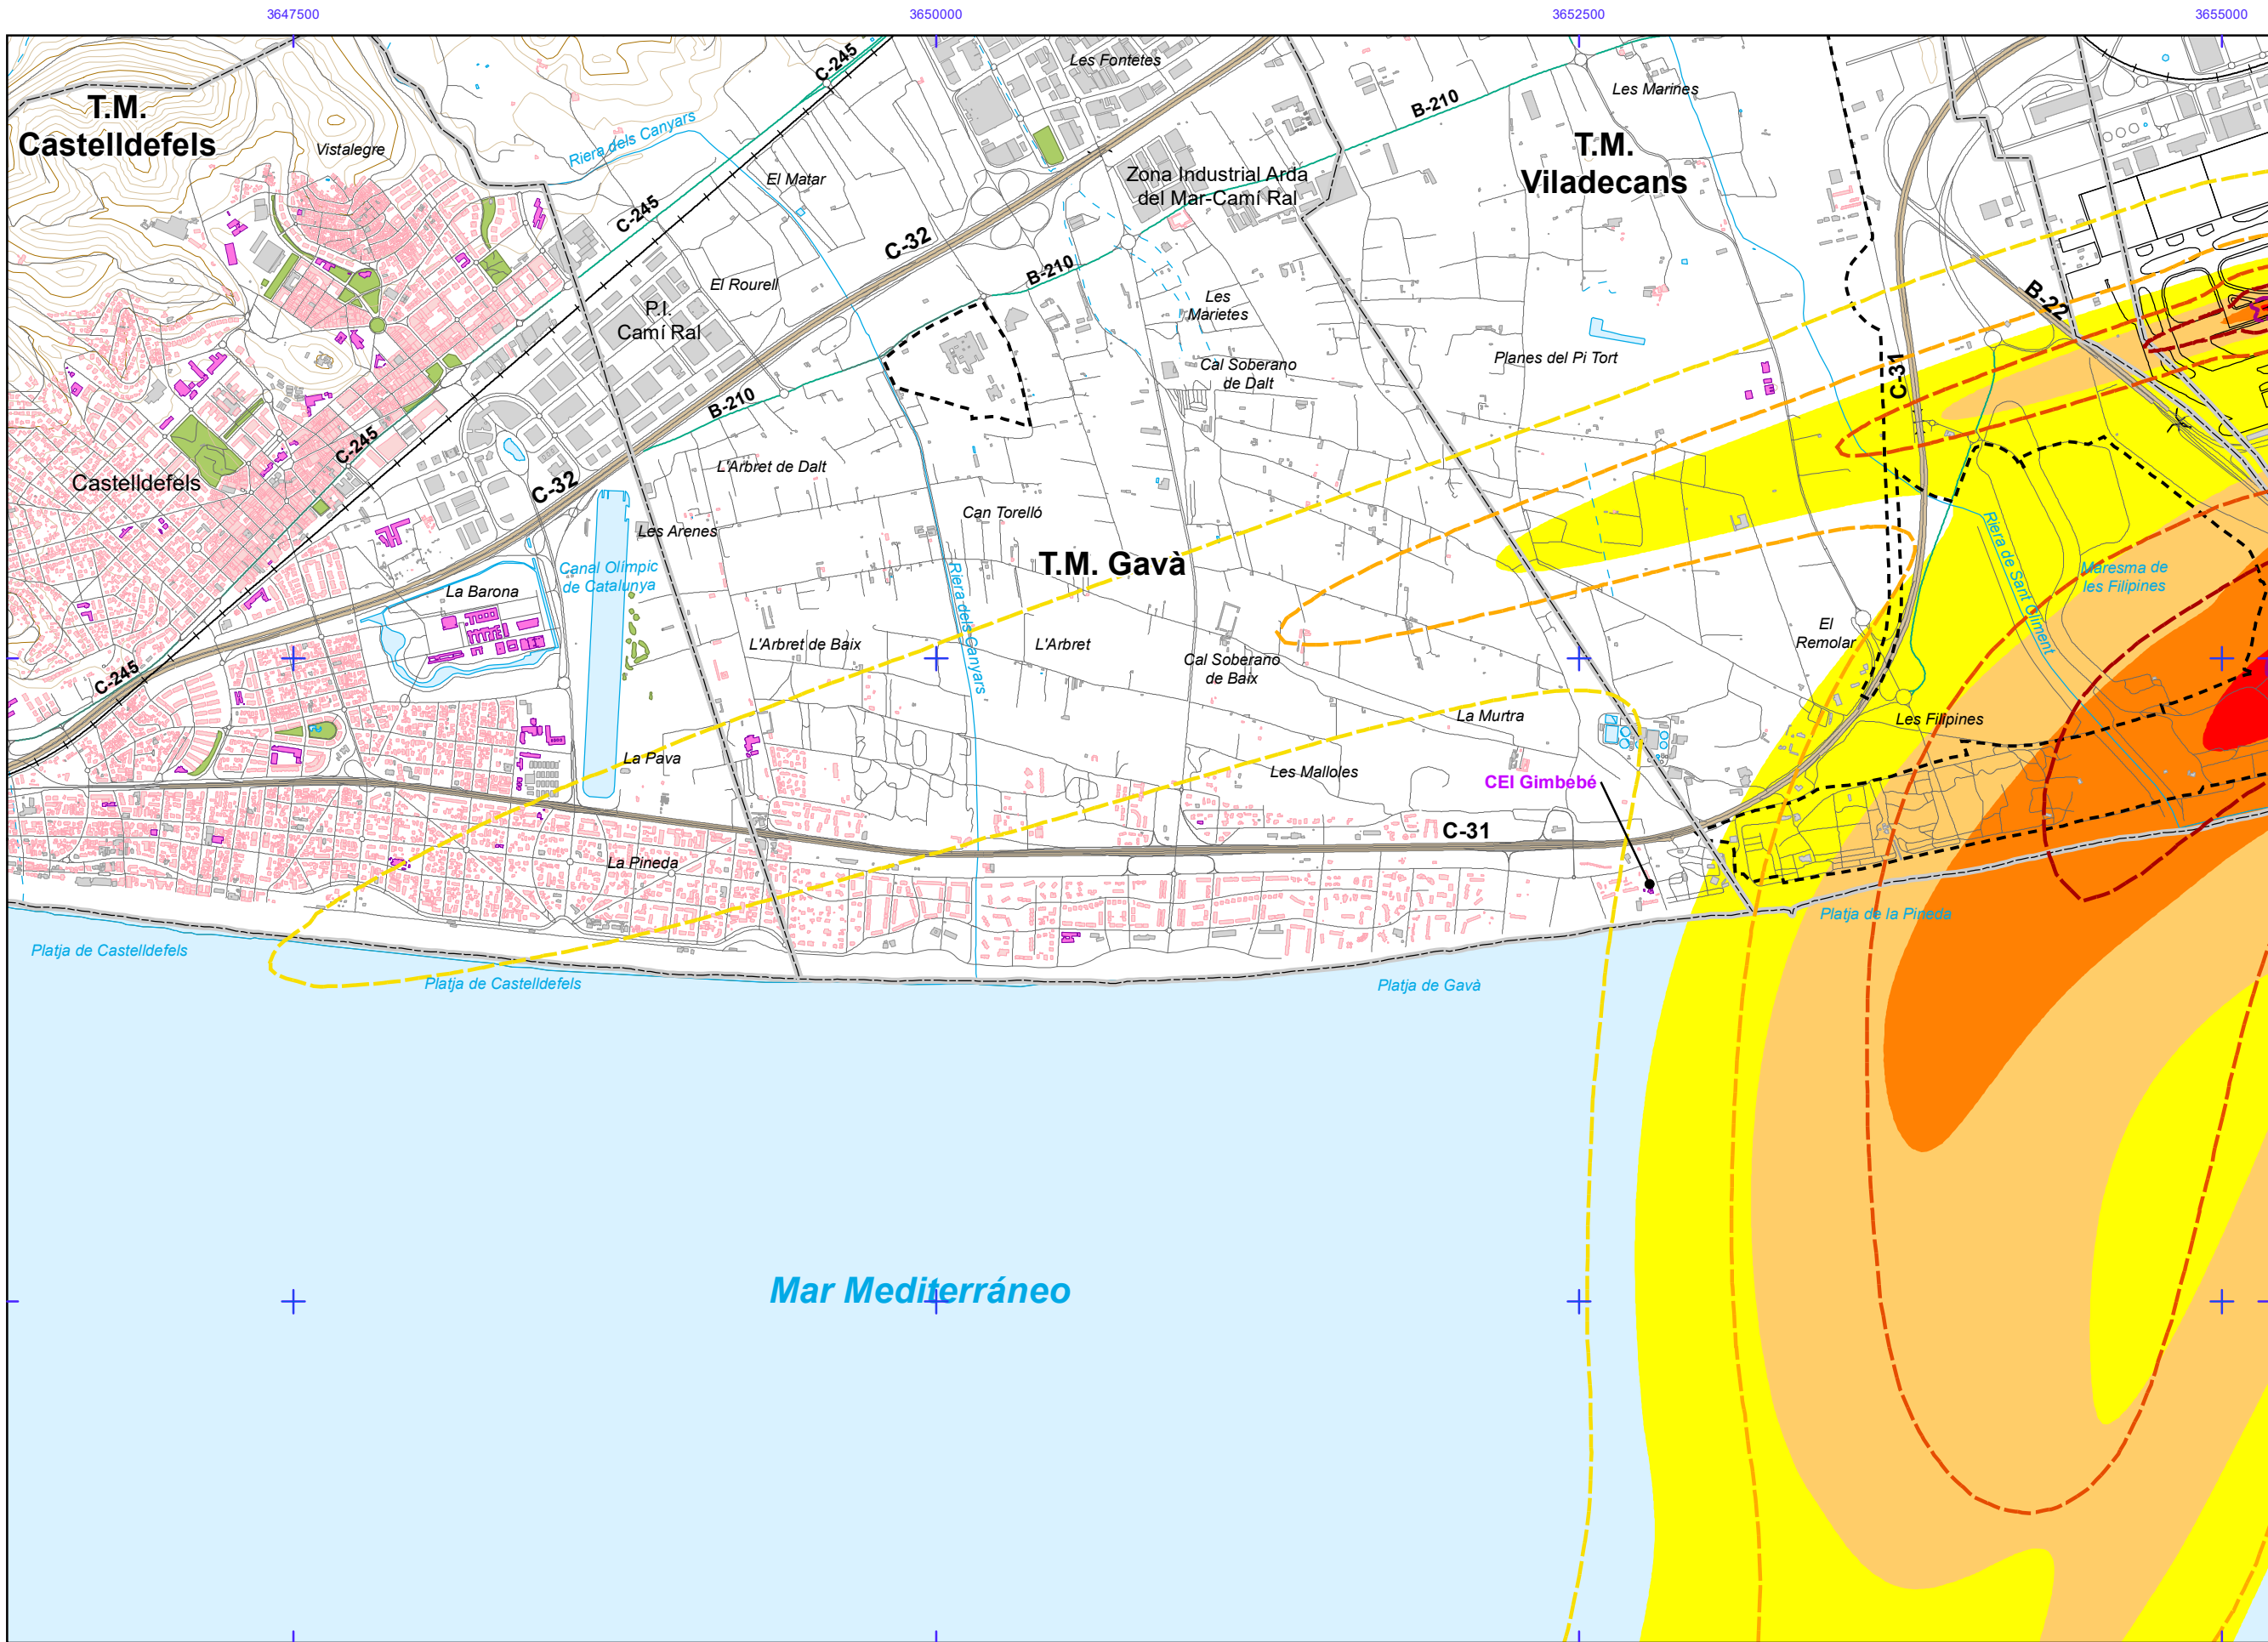 3647500
3650000
3652500
3655000
C-245
Les Fontetes
Les Marines
T.M.
Castelldefels
B-210
Riera dels Canyars
Vistalegre
T.M.
Viladecans
El Matar
Zona Industrial Ardà
del Mar-Camí Ral
C-245
C-32
B-210
El Rourell
Les
Marietes
B-22
P.I.
Camí Ral
Planes del Pi Tort
Cal Soberano
de Dalt
C-31
B-210
C-245
L'Arbret de Dalt
Castelldefels
C-32
Can Torelló
Les Arenes
Riera de Sant Climent
T.M. Gavà
Canal Olímpic
de Catalunya
Maresma de
les Filipines
La Barona
Riera dels Canyars
El
Remolar
L'Arbret de Baix
L'Arbret
Cal Soberano
de Baix
C-245
La Murtra
Les Filipines
La Pava
Les Malloles
CEI Gimbebé
C-31
La Pineda
Platja de la Pineda
Platja de Castelldefels
Platja de Castelldefels
Platja de Gavà
Mar Mediterráneo